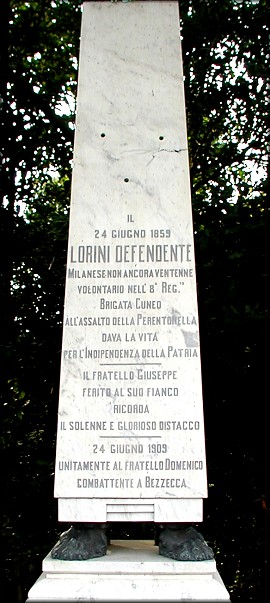 IL
24 GIUGNO 1859
LORINI DEFENDENTE
MILANESE NON ANCORA VENTENNE
VOLONTARIO NELL' 8° REG.TO
BRIGATA CUNEO
ALL'ASSALTO DELLA PERENTORELLA
DAVA LA VITA
PER L'INDIPENDENZA DELLA PATRIA
IL FRATELLO GIUSEPPE
FERITO AL SUO FIANCO
RICORDA
IL SOLENNE E GLORIOSO DISTACCO
24 GIUGNO 1909
UNITAMENTE AL FRATELLO DOMENICO
COMBATTENTE A BEZZECCA